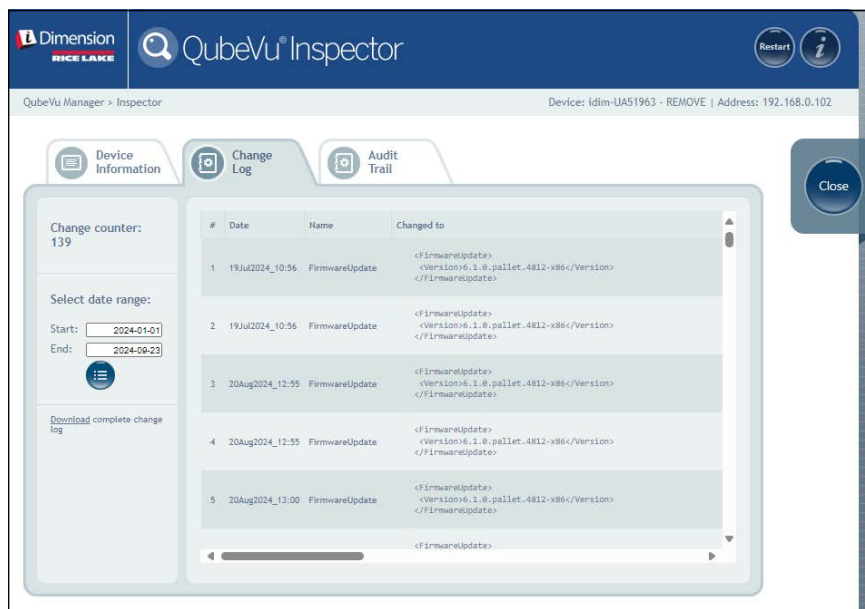 Dimension
RICE LAKE
QubeVu® Inspector
Restart
i
QubeVu Manager > Inspector
Device: idim-UA51963 - REMOVE | Address: 192.168.0.102
Device
Information
Change
Log
Audit
Trail
Close
Change counter:
139
Select date range:
Start: 2024-01-01
End: 2024-09-23
Download complete change
log
# Date Name Changed to
<FirmwareUpdate>
1 19Jul2024_10:56 FirmwareUpdate <Version>6.1.0.pallet.4812-x86</Version>
</FirmwareUpdate>
<FirmwareUpdate>
2 19Jul2024_10:56 FirmwareUpdate <Version>6.1.0.pallet.4812-x86</Version>
</FirmwareUpdate>
<FirmwareUpdate>
3 20Aug2024_12:55 FirmwareUpdate <Version>6.1.0.pallet.4812-x86</Version>
</FirmwareUpdate>
<FirmwareUpdate>
4 20Aug2024_12:55 FirmwareUpdate <Version>6.1.0.pallet.4812-x86</Version>
</FirmwareUpdate>
<FirmwareUpdate>
5 20Aug2024_13:00 FirmwareUpdate <Version>6.1.0.pallet.4812-x86</Version>
</FirmwareUpdate>
<FirmwareUpdate>